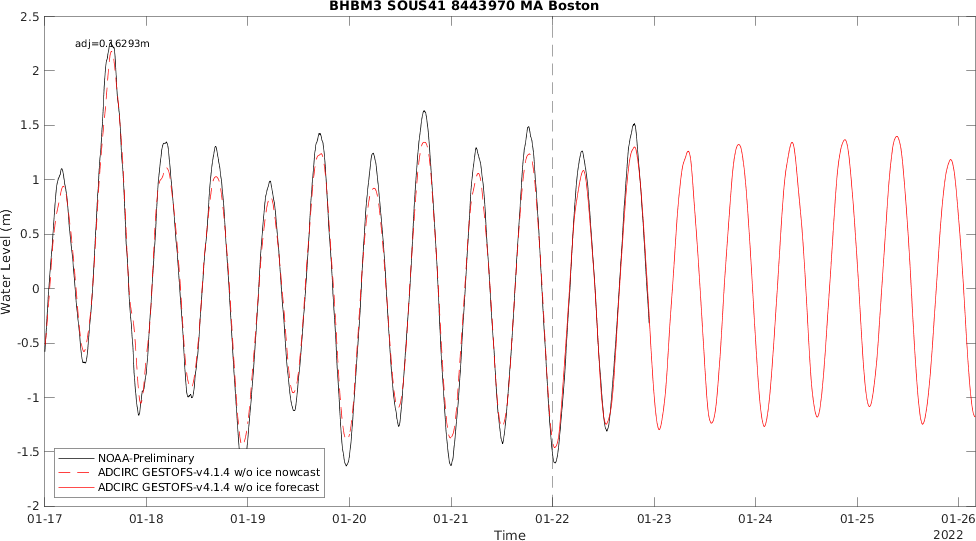 BHBM3 SOUS41 8443970 MA Boston
adj=0.16293m
2.5
2
1.5
1
0.5
0
-0.5
-1
-1.5
-2
Water Level (m)
NOAA-Preliminary
ADCIRC GESTOFS-v4.1.4 w/o ice nowcast
ADCIRC GESTOFS-v4.1.4 w/o ice forecast
01-17 01-18 01-19 01-20 01-21 01-22 01-23 01-24 01-25 01-26
Time
2022